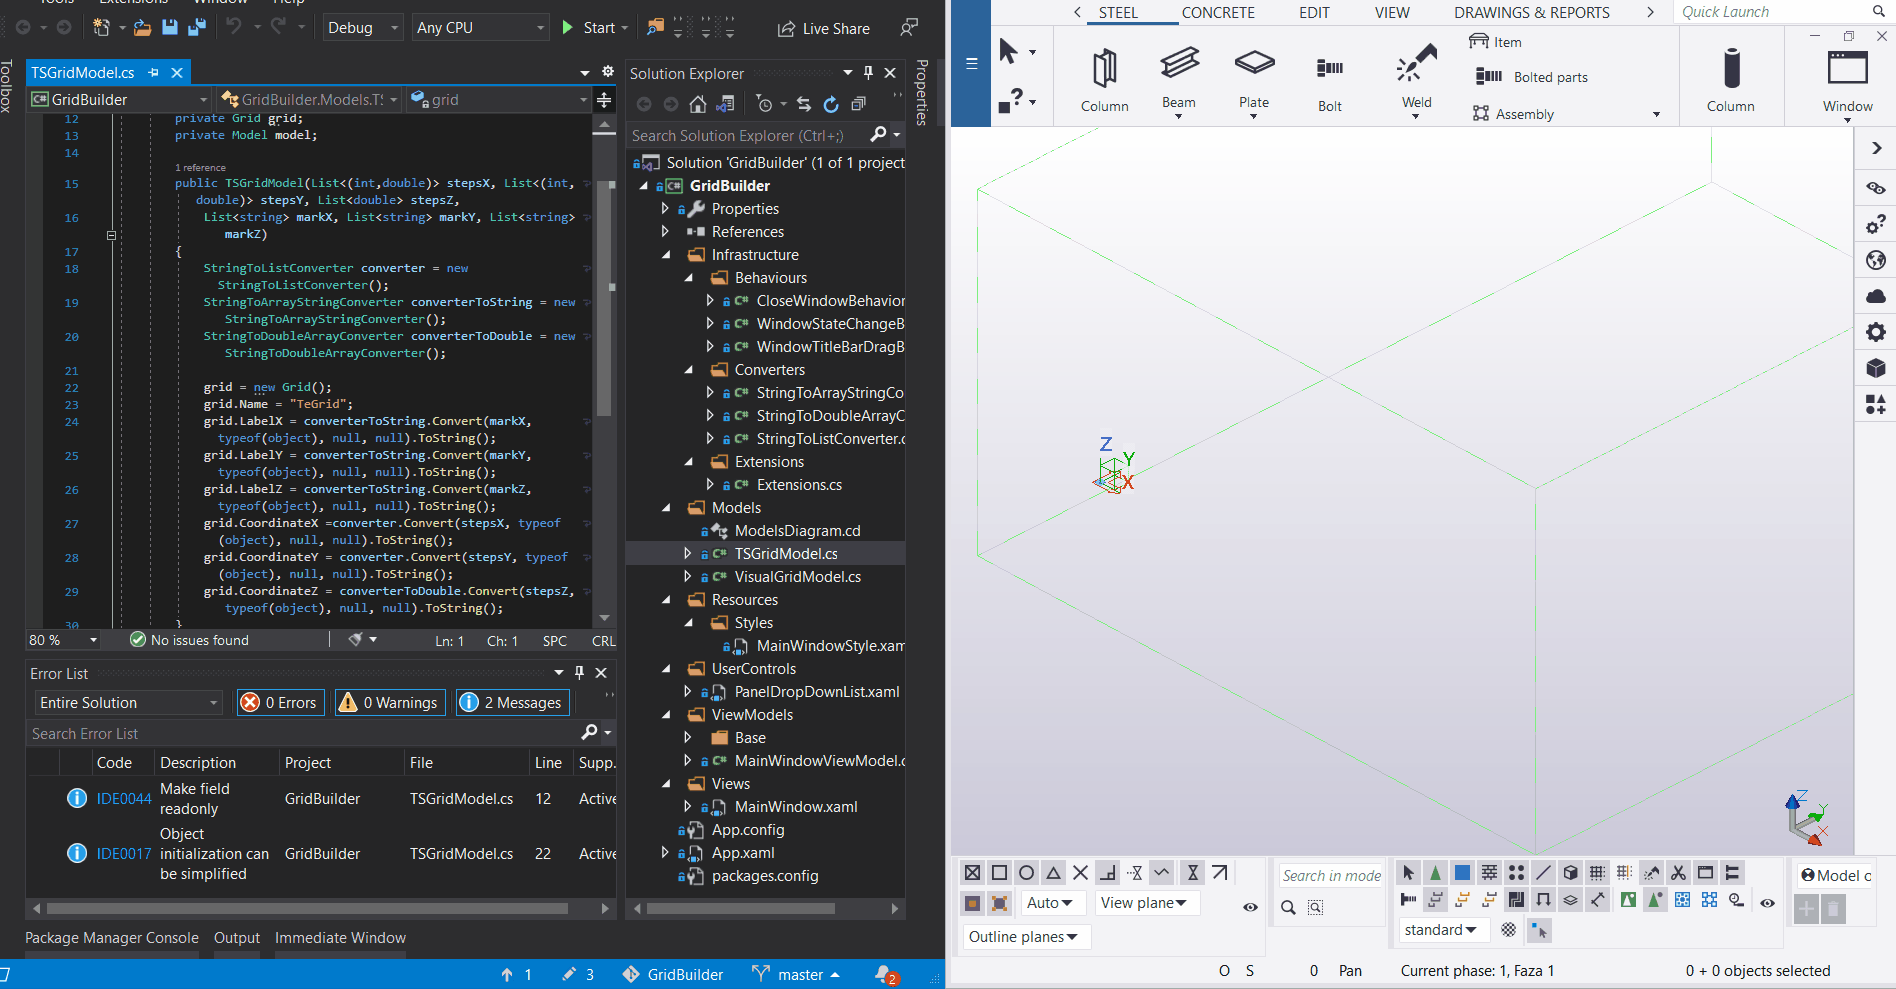 Tools Extensions Window Help
Debug
Any CPU
Start
Live Share
Toolbox
TSGridModel.cs
GridBuilder
GridBuilder.Models.TS
grid
12 private Grid grid;
13 private Model model;
14
1 reference
15 public TSGridModel(List<(int,double)> stepsX, List<(int,
double)> stepsY, List<double> stepsZ,
16 List<string> markX, List<string> markY, List<string>
markZ)
17 {
18 StringToListConverter converter = new
StringToListConverter();
19 StringToArrayStringConverter converterToString = new
StringToArrayStringConverter();
20 StringToDoubleArrayConverter converterToDouble = new
StringToDoubleArrayConverter();
21
22 grid = new Grid();
23 grid.Name = "TeGrid";
24 grid.LabelX = converterToString.Convert(markX,
typeof(object), null, null).ToString();
25 grid.LabelY = converterToString.Convert(markY,
typeof(object), null, null).ToString();
26 grid.LabelZ = converterToString.Convert(markZ,
typeof(object), null, null).ToString();
27 grid.CoordinateX =converter.Convert(stepsX, typeof
(object), null, null).ToString();
28 grid.CoordinateY = converter.Convert(stepsY, typeof
(object), null, null).ToString();
29 grid.CoordinateZ = converterToDouble.Convert(stepsZ,
typeof(object), null, null).ToString();
30 }
80 %
No issues found
Ln: 1 Ch: 1 SPC CRL
Error List
Entire Solution
0 Errors
0 Warnings
2 Messages
Search Error List
Code Description Project File Line Supp.
IDE0044 Make field readonly GridBuilder TSGridModel.cs 12 Active
IDE0017 Object initialization can be simplified GridBuilder TSGridModel.cs 22 Active
Package Manager Console Output Immediate Window
Solution Explorer
Search Solution Explorer (Ctrl+;)
Solution 'GridBuilder' (1 of 1 project
GridBuilder
Properties
References
Infrastructure
Behaviours
CloseWindowBehavior
WindowStateChangeB
WindowTitleBarDragB
Converters
StringToArrayStringCo
StringToDoubleArrayC
StringToListConverter.c
Extensions
Extensions.cs
Models
ModelsDiagram.cd
TSGridModel.cs
VisualGridModel.cs
Resources
Styles
MainWindowStyle.xam
UserControls
PanelDropDownList.xaml
ViewModels
Base
MainWindowViewModel.c
Views
MainWindow.xaml
App.config
App.xaml
packages.config
Properties
1
3
GridBuilder
master
2
STEEL CONCRETE EDIT VIEW DRAWINGS & REPORTS
Quick Launch
Column
Beam
Plate
Bolt
Weld
Item
Bolted parts
Assembly
Column
Window
Z
Y
X
Z
Y
X
Auto
View plane
Outline planes
Search in mode
standard
Model o
O S 0 Pan Current phase: 1, Faza 1 0 + 0 objects selected